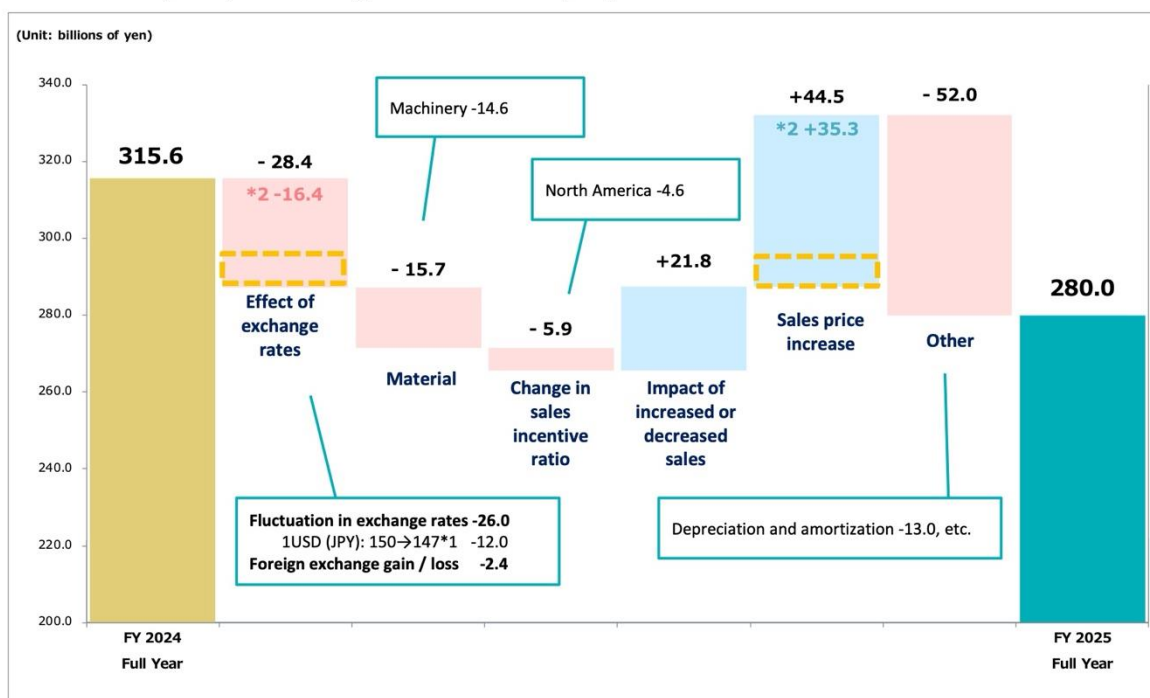 (Unit: billions of yen)
340.0
320.0
300.0
280.0
260.0
240.0
220.0
200.0
315.6
FY 2024
Full Year
- 28.4
*2 -16.4
Effect of
exchange
rates
Fluctuation in exchange rates -26.0
1USD (JPY): 150→147*1 -12.0
Foreign exchange gain / loss -2.4
Machinery -14.6
- 15.7
Material
North America -4.6
- 5.9
Change in
sales
incentive
ratio
+21.8
Impact of
increased or
decreased
sales
+44.5
*2 +35.3
Sales price
increase
- 52.0
Other
Depreciation and amortization -13.0, etc.
280.0
FY 2025
Full Year